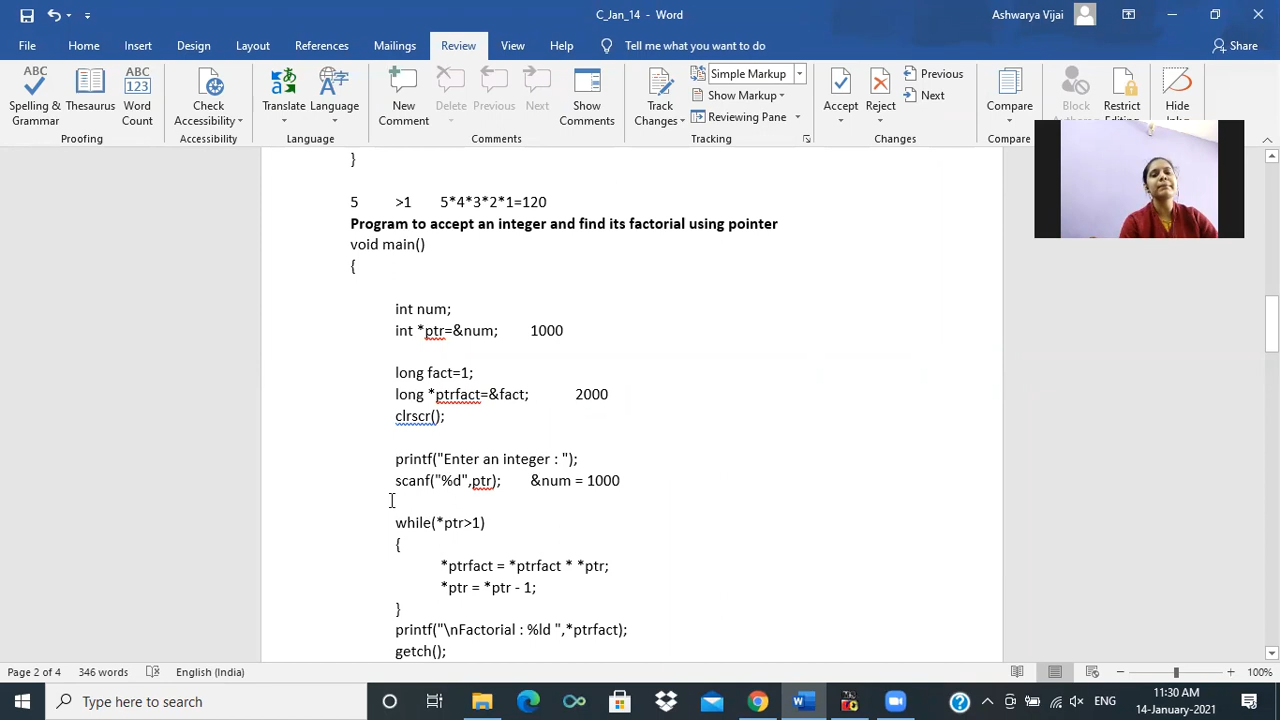 C_Jan_14 - Word
Ashwarya Vijai
File Home Insert Design Layout References Mailings Review View Help Tell me what you want to do Share
ABC ABC 123
Simple Markup
Show Markup
Reviewing Pane
Previous
Next
Spelling & Grammar
Thesaurus
Word Count
Check Accessibility
Translate
Language
New Comment
Delete
Previous
Next
Show Comments
Track Changes
Accept
Reject
Compare
Block Authors
Restrict Editing
Hide Ink
Proofing Accessibility Language Comments Tracking Changes Compare
}
5 >1 5*4*3*2*1=120
Program to accept an integer and find its factorial using pointer
void main()
{
int num;
int *ptr=&num; 1000
long fact=1;
long *ptrfact=&fact; 2000
clrscr();
printf("Enter an integer : ");
scanf("%d",ptr); &num = 1000
while(*ptr>1)
{
*ptrfact = *ptrfact * *ptr;
*ptr = *ptr - 1;
}
printf("\nFactorial : %ld ",*ptrfact);
getch();
Page 2 of 4 346 words English (India) 100%
Type here to search
ENG
11:30 AM
14-January-2021